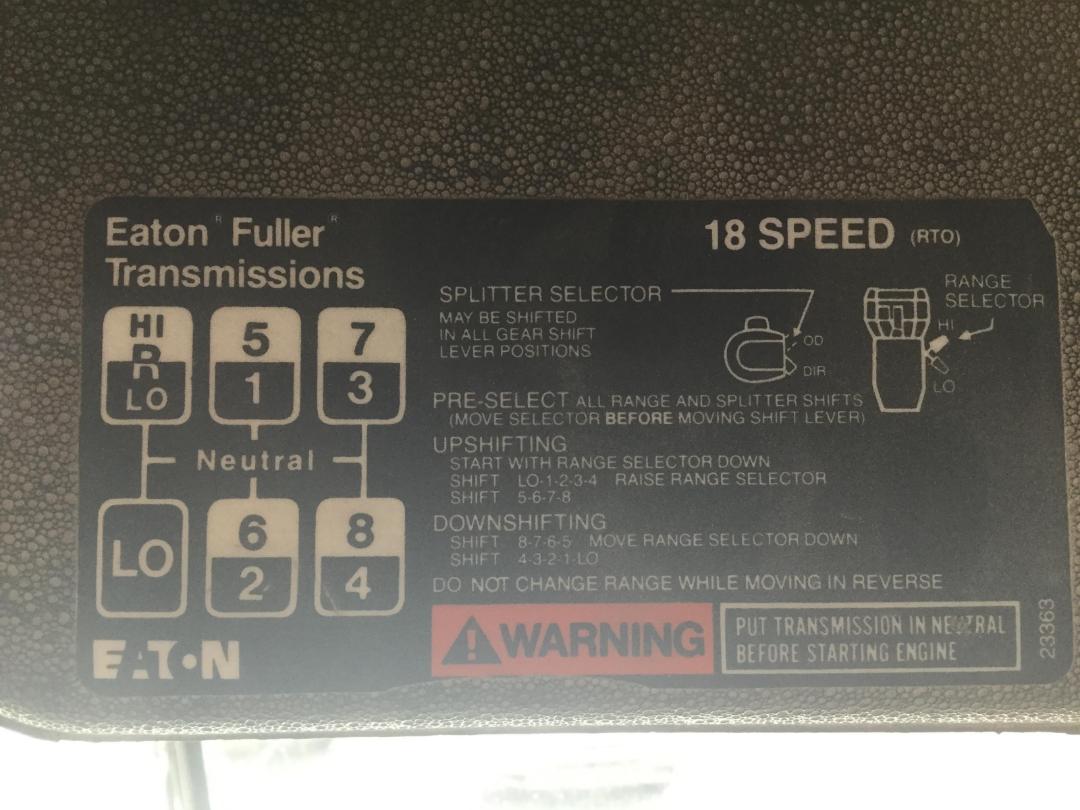 Eaton® Fuller®
Transmissions
18 SPEED (RTO)
HI
R
LO
5
1
7
3
Neutral
LO
6
2
8
4
EATON
SPLITTER SELECTOR
MAY BE SHIFTED
IN ALL GEAR SHIFT
LEVER POSITIONS
OD
DIR
RANGE
SELECTOR
HI
LO
PRE-SELECT ALL RANGE AND SPLITTER SHIFTS
(MOVE SELECTOR BEFORE MOVING SHIFT LEVER)
UPSHIFTING
START WITH RANGE SELECTOR DOWN
SHIFT LO-1-2-3-4 RAISE RANGE SELECTOR
SHIFT 5-6-7-8
DOWNSHIFTING
SHIFT 8-7-6-5 MOVE RANGE SELECTOR DOWN
SHIFT 4-3-2-1-LO
DO NOT CHANGE RANGE WHILE MOVING IN REVERSE
WARNING
PUT TRANSMISSION IN NEUTRAL
BEFORE STARTING ENGINE
23363